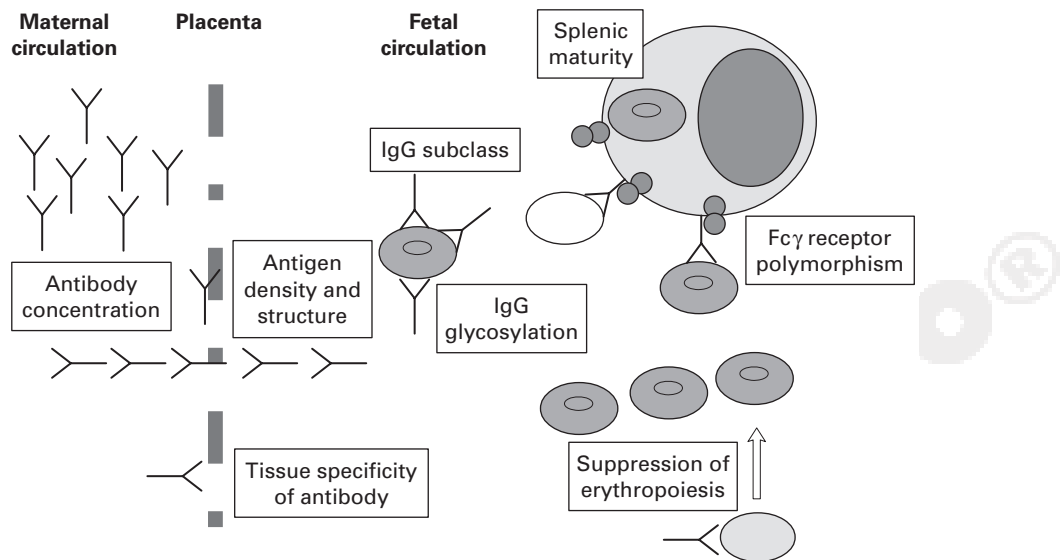 Maternal
circulation
Placenta
Fetal
circulation
Splenic
maturity
IgG subclass
Fcγ receptor
polymorphism
Antibody
concentration
Antigen
density and
structure
IgG
glycosylation
Tissue specificity
of antibody
Suppression of
erythropoiesis
®